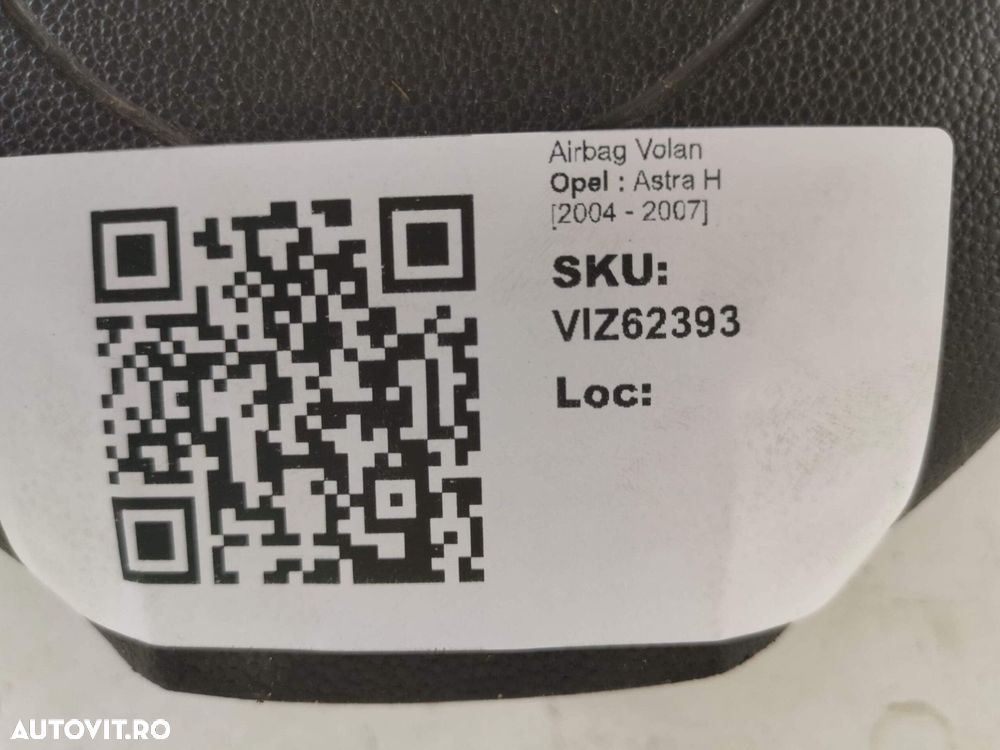 Airbag Volan
Opel : Astra H
[2004 - 2007]
SKU:
VIZ62393
Loc:
AUTOVIT.RO